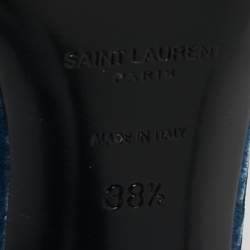 SAINT LAURENT
PARIS
MADE IN ITALY
38½